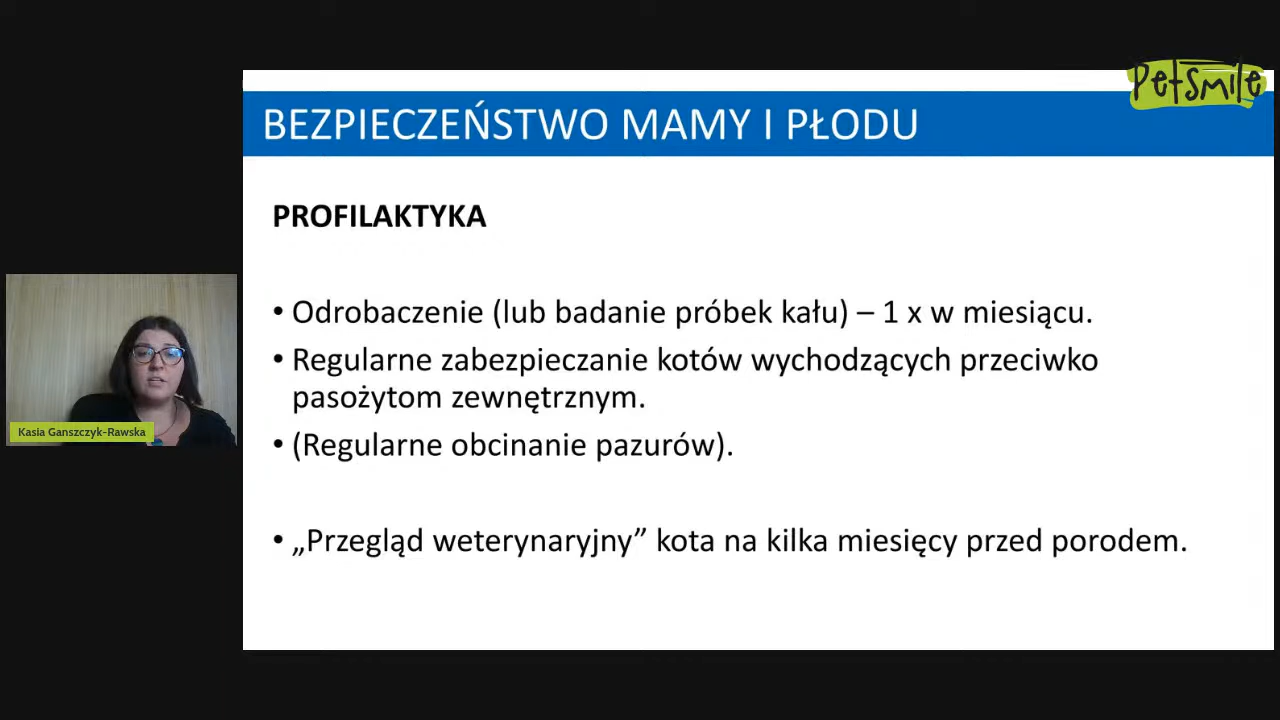 PetSmile
BEZPIECZEŃSTWO MAMY I PŁODU
PROFILAKTYKA
• Odrobaczenie (lub badanie próbek kału) – 1 x w miesiącu.
• Regularne zabezpieczanie kotów wychodzących przeciwko
pasożytom zewnętrznym.
• (Regularne obcinanie pazurów).
• „Przegląd weterynaryjny” kota na kilka miesięcy przed porodem.
Kasia Ganszczyk-Rawska